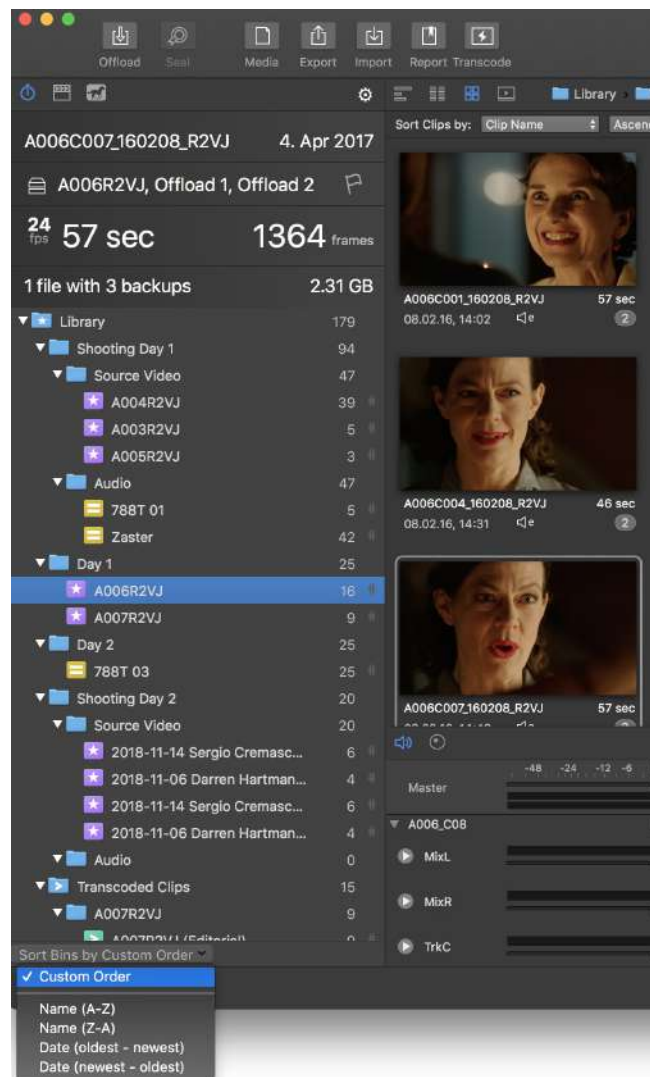 Offload Seal Media Export Import Report Transcode
Library
Sort Clips by: Clip Name Ascen
A006C007_160208_R2VJ 4. Apr 2017
A006R2VJ, Offload 1, Offload 2
24 fps 57 sec 1364 frames
1 file with 3 backups 2.31 GB
Library 179
Shooting Day 1 94
Source Video 47
A004R2VJ 39
A003R2VJ 5
A005R2VJ 3
Audio 47
788T 01 5
Zaster 42
Day 1 25
A006R2VJ 16
A007R2VJ 9
Day 2 25
788T 03 25
Shooting Day 2 20
Source Video 20
2018-11-14 Sergio Cremasc... 6
2018-11-06 Darren Hartman... 4
2018-11-14 Sergio Cremasc... 6
2018-11-06 Darren Hartman... 4
Audio 0
Transcoded Clips 15
A007R2VJ 9
A007R2VJ (Editorial) 9
Sort Bins by Custom Order
✓ Custom Order
Name (A-Z)
Name (Z-A)
Date (oldest - newest)
Date (newest - oldest)
A006C001_160208_R2VJ 57 sec
08.02.16, 14:02 2
A006C004_160208_R2VJ 46 sec
08.02.16, 14:31 2
A006C007_160208_R2VJ 57 sec
-48 -24 -12 -6
Master
A006_C08
MixL
MixR
TrkC